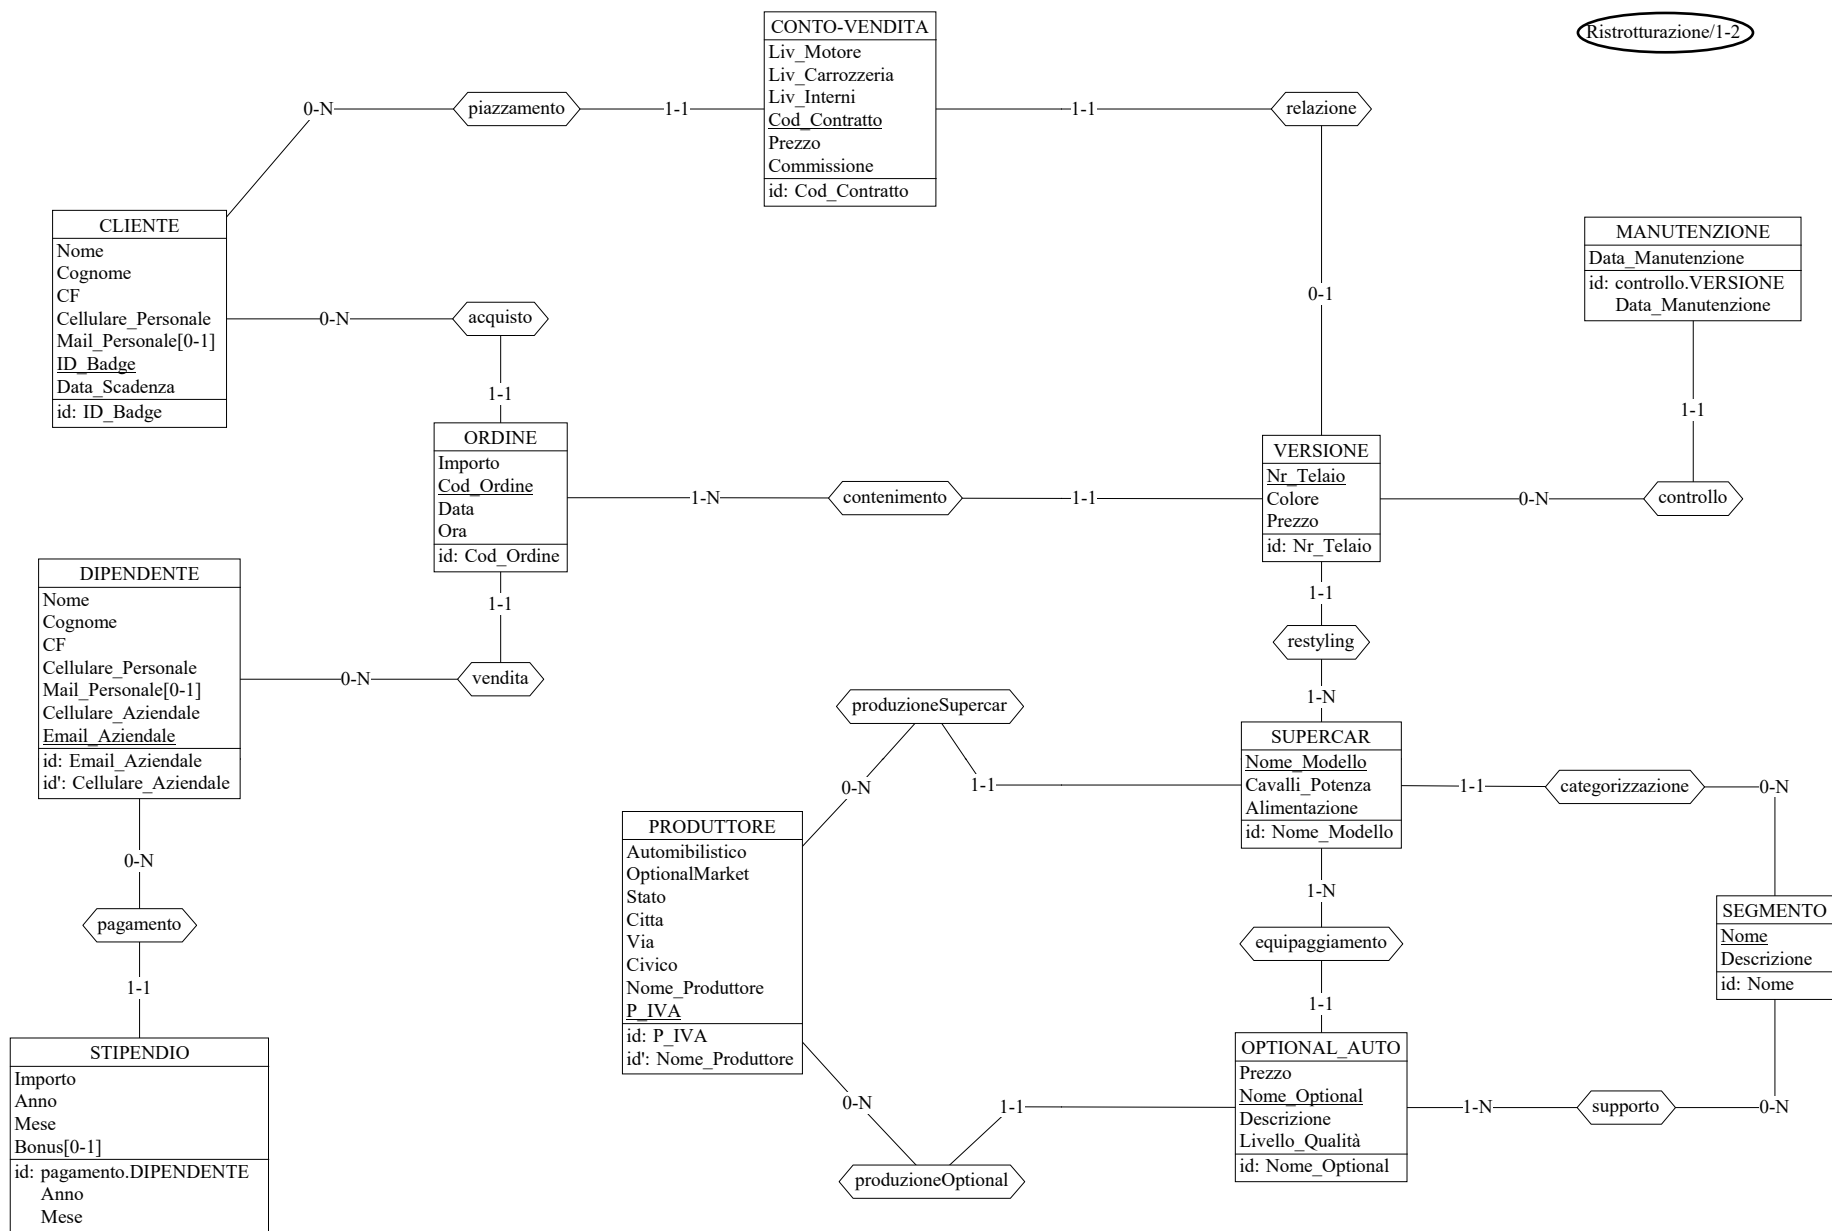 CONTO-VENDITA
Liv_Motore
Liv_Carrozzeria
Liv_Interni
Cod_Contratto
Prezzo
Commissione
id: Cod_Contratto
Ristrotturazione/1-2
0-N
piazzamento
1-1
1-1
relazione
CLIENTE
Nome
Cognome
CF
Cellulare_Personale
Mail_Personale[0-1]
ID_Badge
Data_Scadenza
id: ID_Badge
MANUTENZIONE
Data_Manutenzione
id: controllo.VERSIONE
Data_Manutenzione
0-1
0-N
acquisto
1-1
1-1
ORDINE
Importo
Cod_Ordine
Data
Ora
id: Cod_Ordine
VERSIONE
Nr_Telaio
Colore
Prezzo
id: Nr_Telaio
1-N
contenimento
1-1
0-N
controllo
DIPENDENTE
Nome
Cognome
CF
Cellulare_Personale
Mail_Personale[0-1]
Cellulare_Aziendale
Email_Aziendale
id: Email_Aziendale
id': Cellulare_Aziendale
1-1
1-1
restyling
0-N
vendita
1-N
produzioneSupercar
SUPERCAR
Nome_Modello
Cavalli_Potenza
Alimentazione
id: Nome_Modello
0-N
1-1
1-1
categorizzazione
0-N
PRODUTTORE
Automibilistico
OptionalMarket
Stato
Citta
Via
Civico
Nome_Produttore
P_IVA
id: P_IVA
id': Nome_Produttore
0-N
pagamento
1-1
1-N
equipaggiamento
1-1
SEGMENTO
Nome
Descrizione
id: Nome
STIPENDIO
Importo
Anno
Mese
Bonus[0-1]
id: pagamento.DIPENDENTE
Anno
Mese
OPTIONAL_AUTO
Prezzo
Nome_Optional
Descrizione
Livello_Qualità
id: Nome_Optional
0-N
1-1
1-N
supporto
0-N
produzioneOptional